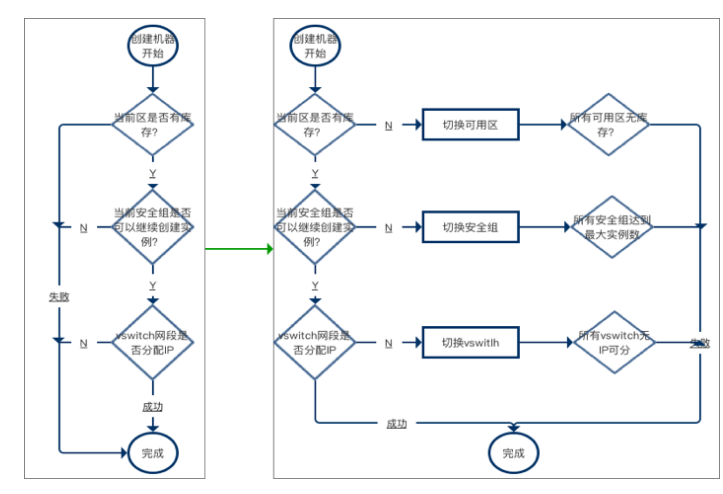 创建机器
开始
当前区是否有库
存?
Y
当前安全组是否
可以继续创建实
例?
N
Y
失败
vswitch网段是
否分配IP
N
成功
完成
创建机器
开始
当前区是否有库
存?
N
切换可用区
所有可用区无库
存?
Y
当前安全组是否
可以继续创建实
例?
N
切换安全组
所有安全组达到
最大实例数
Y
vswitch网段是
否分配IP
N
切换vswitlh
所有vswitch无
IP可分
失败
成功
完成